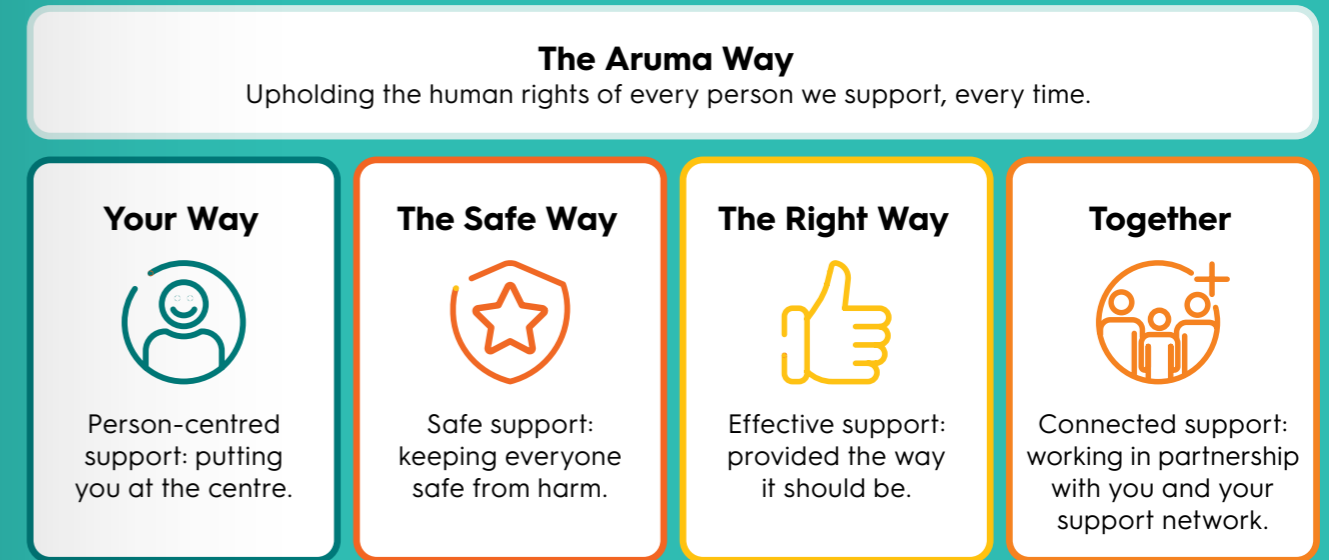 The Aruma Way
Upholding the human rights of every person we support, every time.
Your Way
Person-centred
support: putting
you at the centre.
The Safe Way
Safe support:
keeping everyone
safe from harm.
The Right Way
Effective support:
provided the way
it should be.
Together
Connected support:
working in partnership
with you and your
support network.